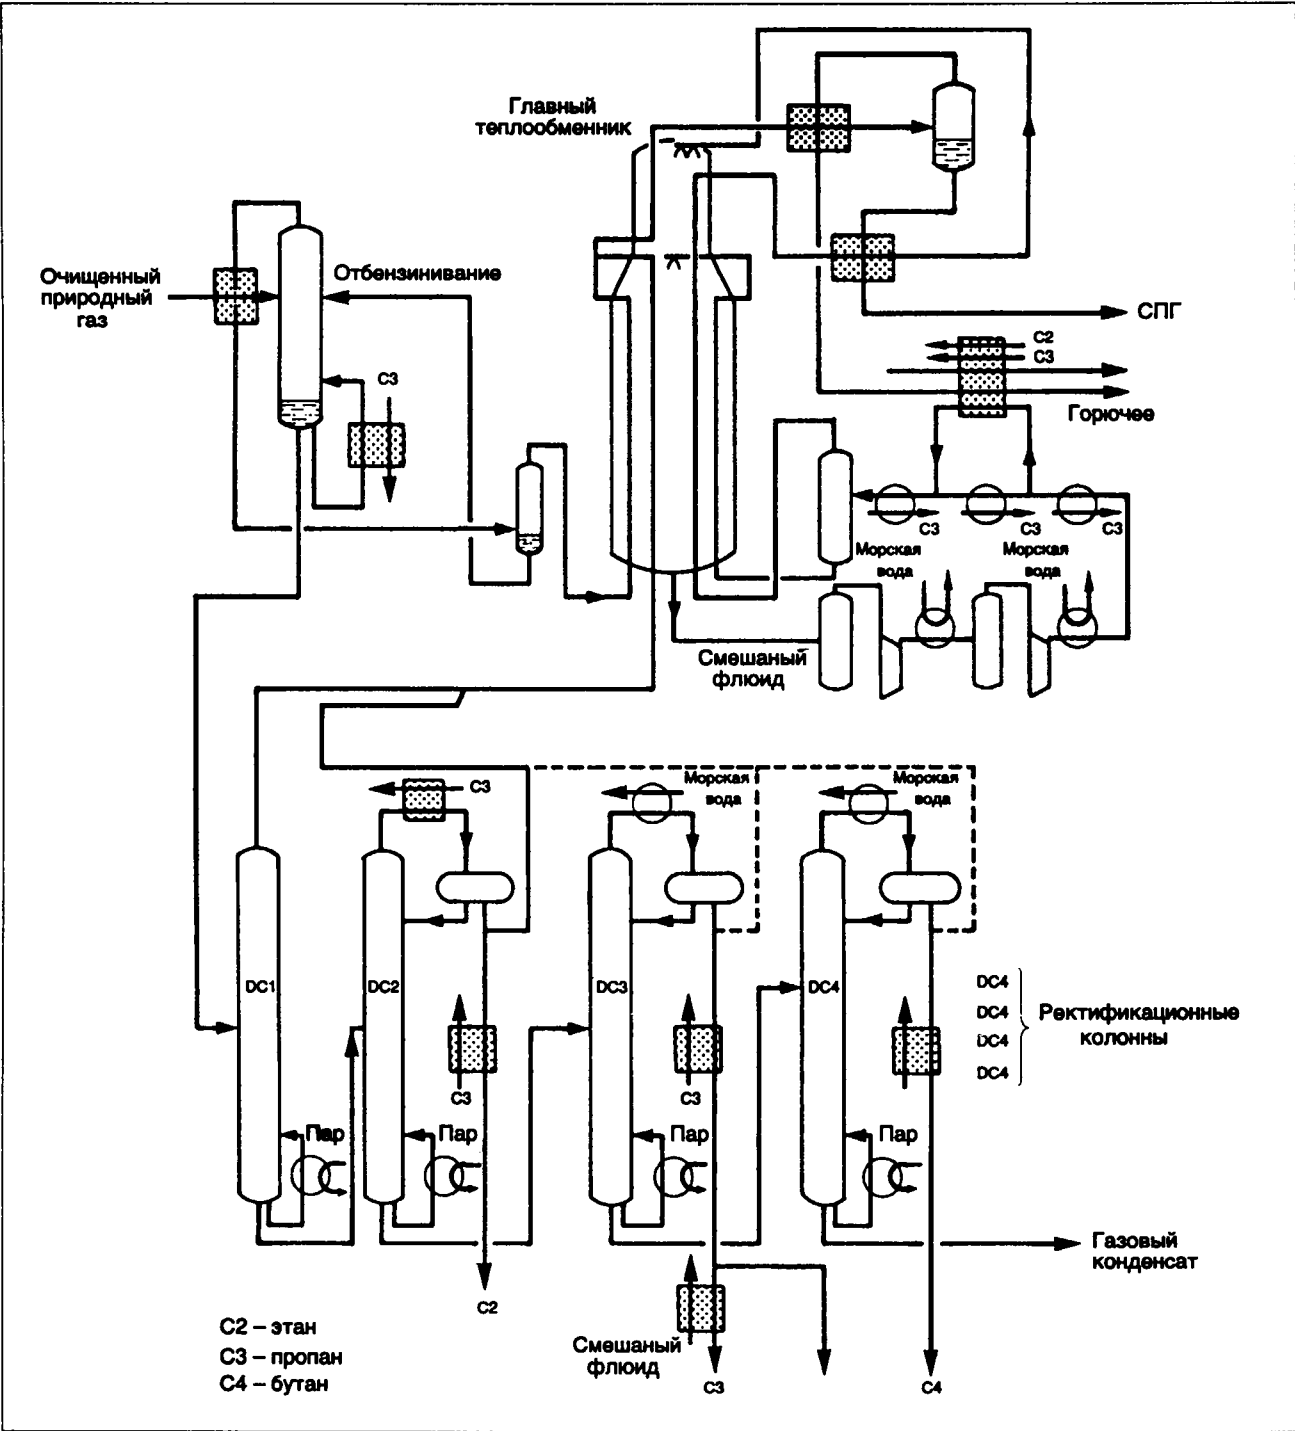 Главный
теплообменник
Очищенный
природный
газ
Отбензинивание
СПГ
C2
C3
C3
Горючее
C3
C3
C3
Морская
вода
Морская
вода
Смешаный
флюид
C3
Морская
вода
Морская
вода
DC1
DC2
DC3
DC4
DC4
DC4
DC4
DC4
Ректификационные
колонны
C3
C3
Пар
Пар
Пар
Пар
Газовый
конденсат
C2
C2 – этан
C3 – пропан
C4 – бутан
Смешаный
флюид
C3
C4